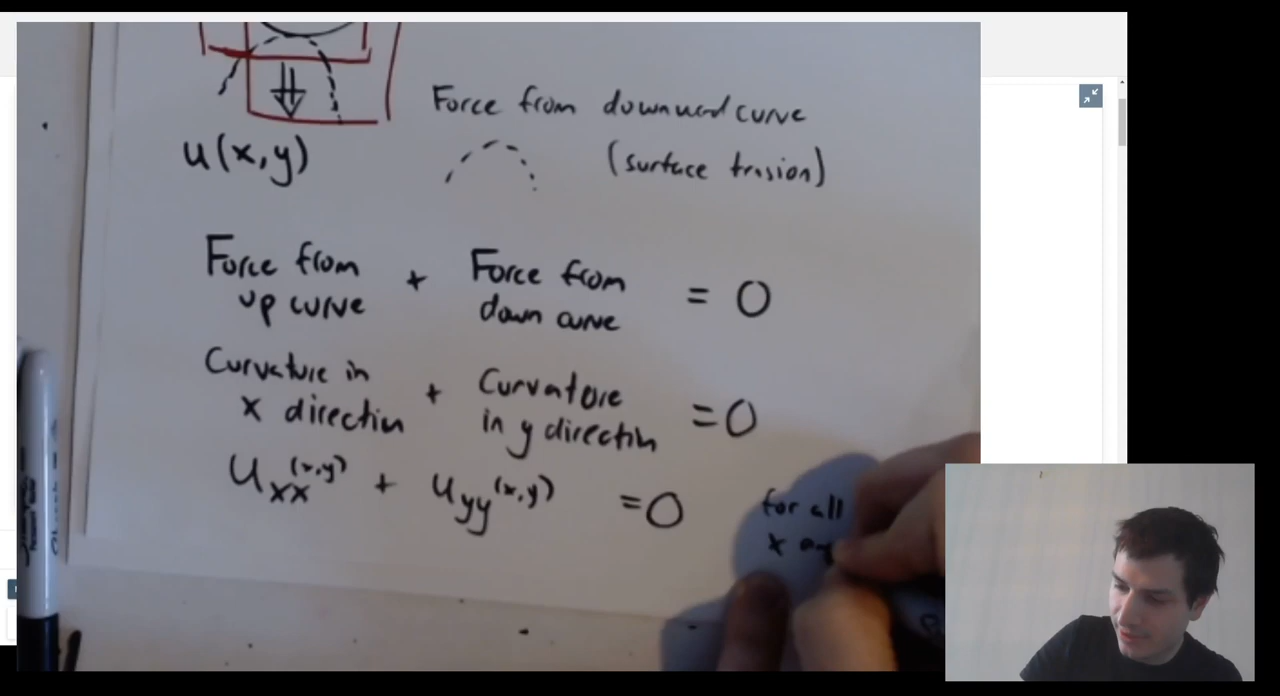 Force from downward curve
u(x,y)
(surface tension)
Force from + Force from = 0
up curve down curve
Curvature in + Curvature = 0
x direction in y direction
u_xx(x,y) + u_yy(x,y) = 0
for all
x